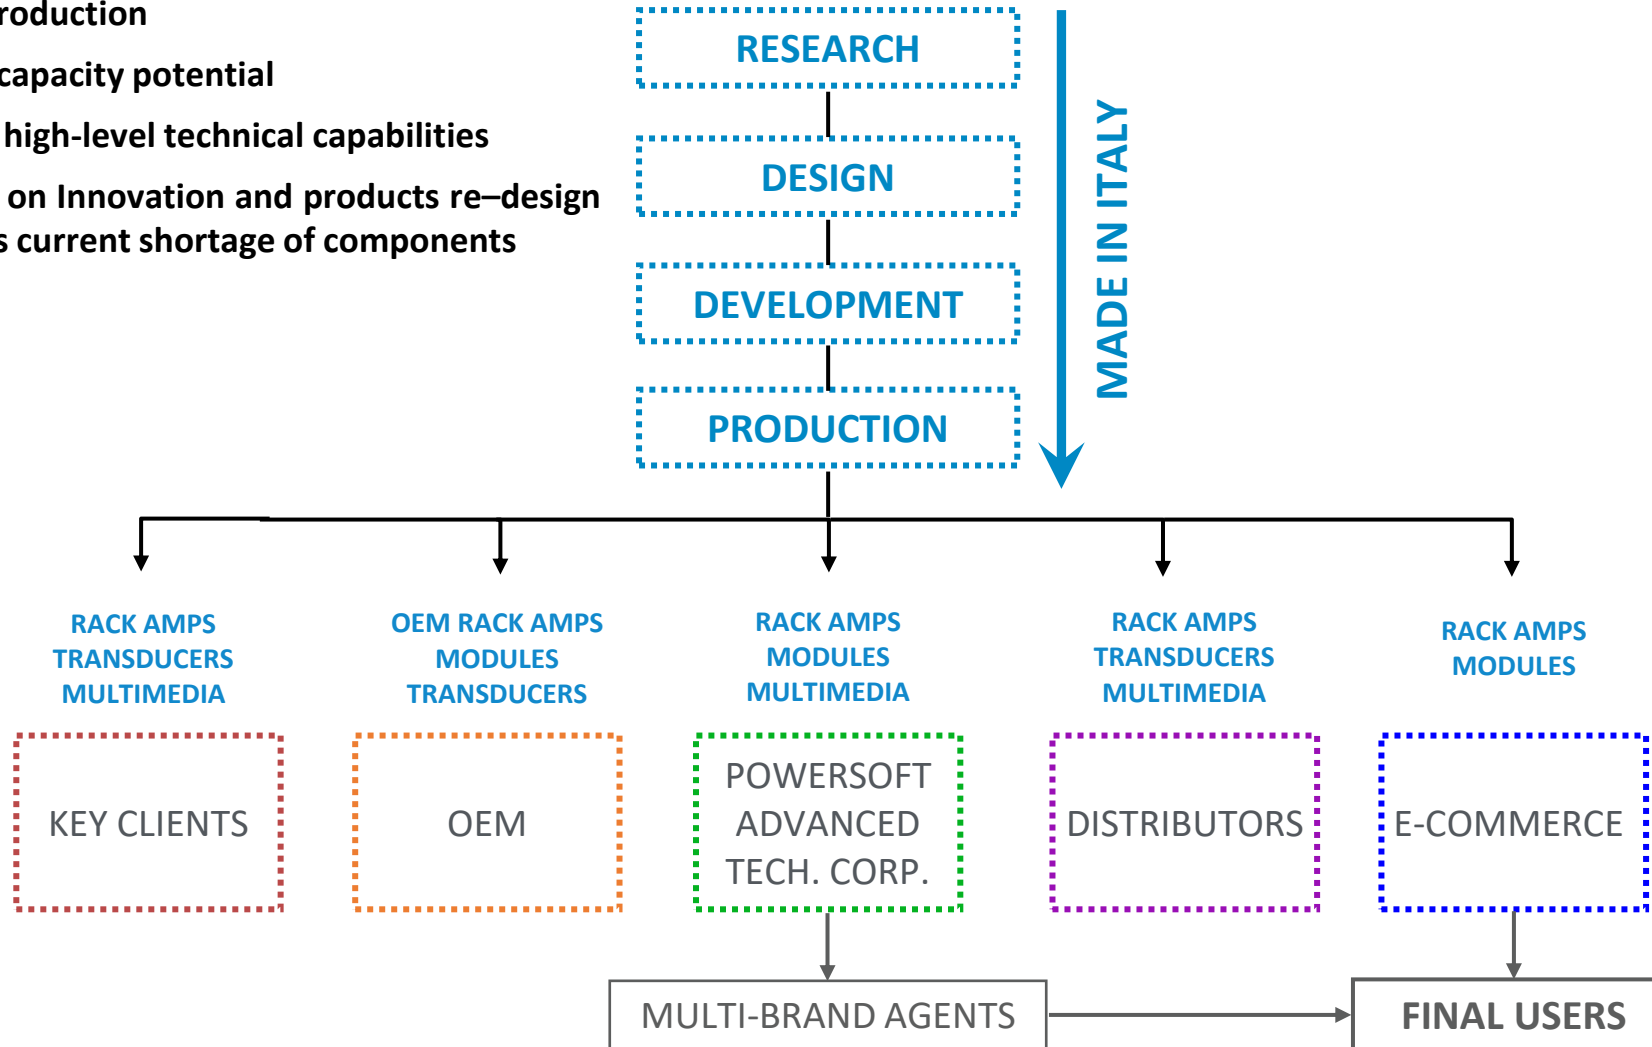 roduction
capacity potential
high-level technical capabilities
on Innovation and products re–design
s current shortage of components
RESEARCH
DESIGN
DEVELOPMENT
PRODUCTION
MADE IN ITALY
RACK AMPS
TRANSDUCERS
MULTIMEDIA
OEM RACK AMPS
MODULES
TRANSDUCERS
RACK AMPS
MODULES
MULTIMEDIA
RACK AMPS
TRANSDUCERS
MULTIMEDIA
RACK AMPS
MODULES
KEY CLIENTS
OEM
POWERSOFT
ADVANCED
TECH. CORP.
DISTRIBUTORS
E-COMMERCE
MULTI-BRAND AGENTS
FINAL USERS